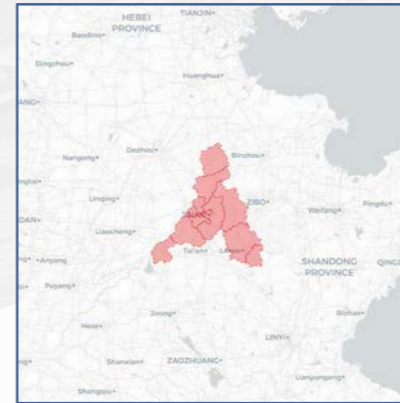 TIANJIN•
HEBEI
PROVINCE
Baoding•
Dingzhou•
Huanghua•
Dezhou•
Binzhou•
Nangong•
Linqing•
ZIBO•
Weifang•
Pingdu•
Liaocheng•
Tai'an•
•Anyang
SHANDONG
PROVINCE
QING
Puyang•
Jining•
Rizhao•
Heze•
LINYI•
Shanxian•
ZAOZHUANG•
Lianyungang•
Shangqiu•